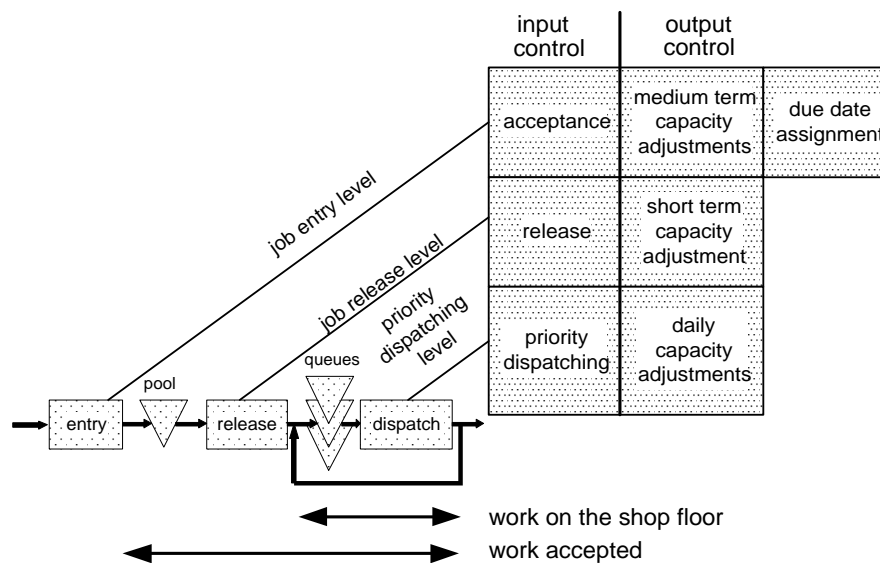 input
control
output
control
acceptance
medium term
capacity
adjustments
due date
assignment
job entry level
release
short term
capacity
adjustment
job release level
priority
dispatching
level
priority
dispatching
daily
capacity
adjustments
pool
queues
entry
release
dispatch
work on the shop floor
work accepted